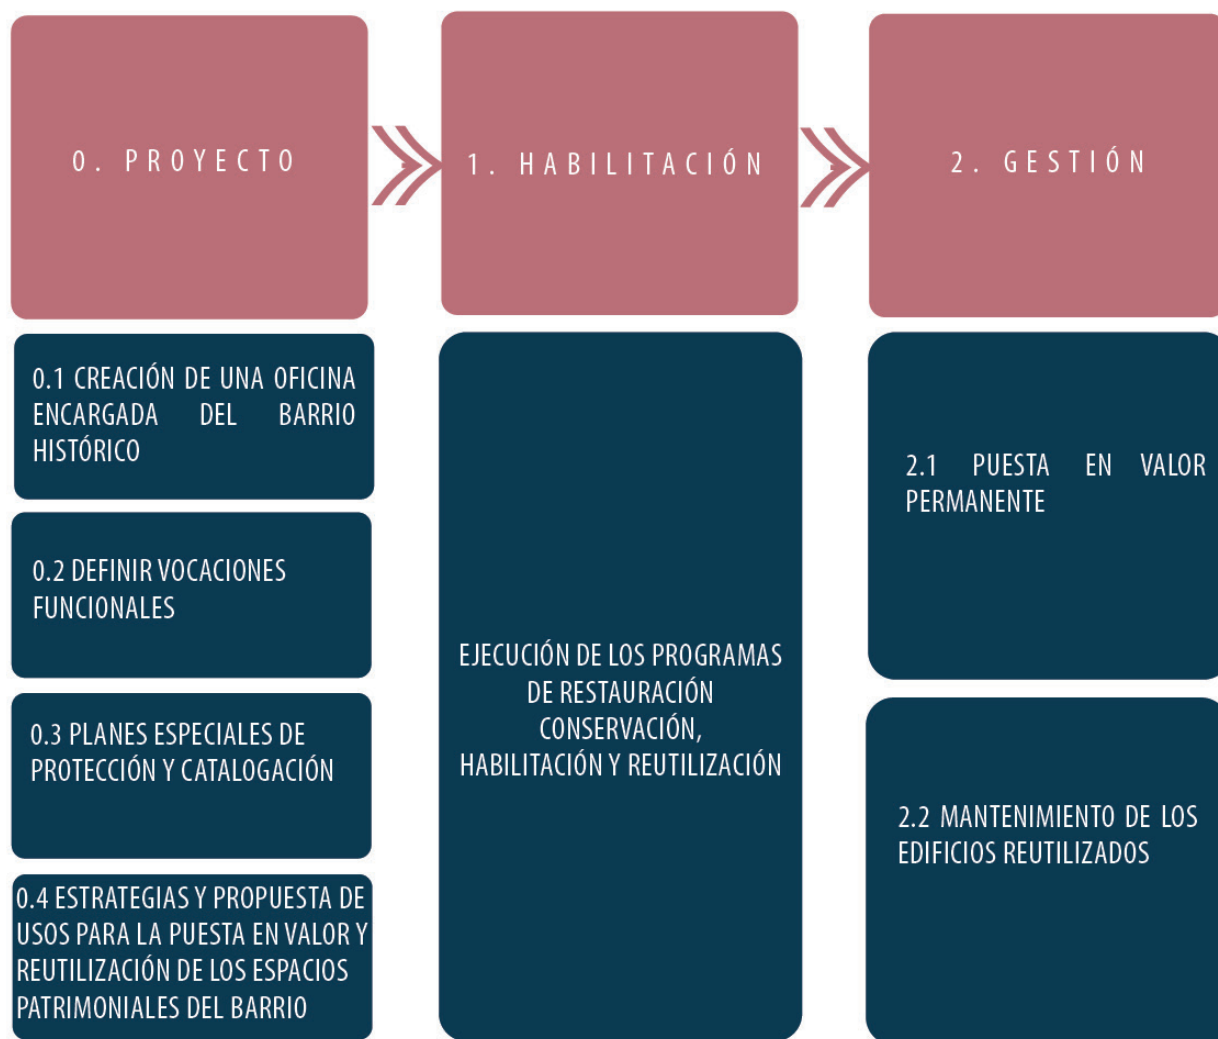 0. PROYECTO
1. HABILITACIÓN
2. GESTIÓN
0.1 CREACIÓN DE UNA OFICINA
ENCARGADA DEL BARRIO
HISTÓRICO
0.2 DEFINIR VOCACIONES
FUNCIONALES
0.3 PLANES ESPECIALES DE
PROTECCIÓN Y CATALOGACIÓN
0.4 ESTRATEGIAS Y PROPUESTA DE
USOS PARA LA PUESTA EN VALOR Y
REUTILIZACIÓN DE LOS ESPACIOS
PATRIMONIALES DEL BARRIO
EJECUCIÓN DE LOS PROGRAMAS
DE RESTAURACIÓN
CONSERVACIÓN,
HABILITACIÓN Y REUTILIZACIÓN
2.1 PUESTA EN VALOR
PERMANENTE
2.2 MANTENIMIENTO DE LOS
EDIFICIOS REUTILIZADOS